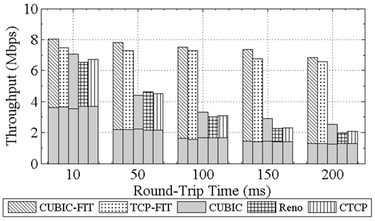 Throughput (Mbps)
10
8
6
4
2
0
10 50 100 150 200
Round-Trip Time (ms)
CUBIC-FIT TCP-FIT CUBIC Reno CTCP